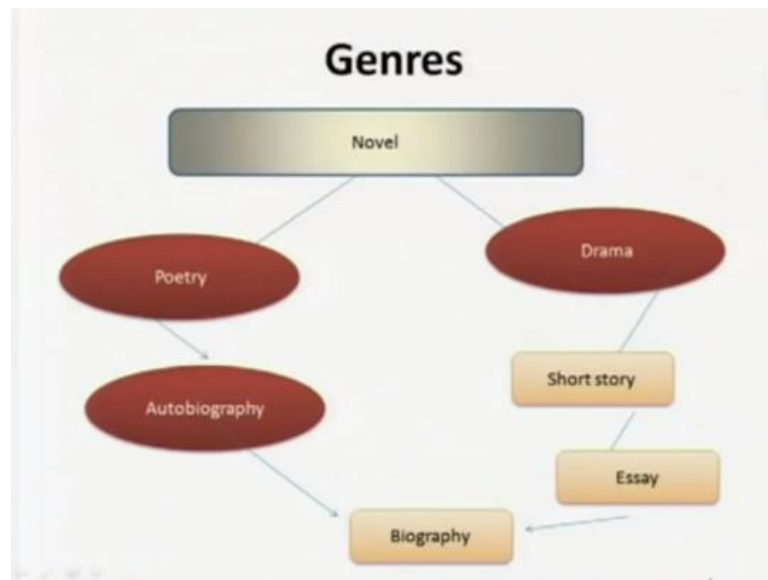 Genres
Novel
Poetry
Drama
Autobiography
Short story
Essay
Biography